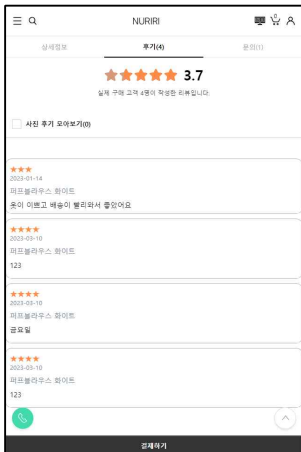 NURIRI
0
상세정보
후기(4)
문의(1)
3.7
실제 구매 고객 4명이 작성한 리뷰입니다.
사진 후기 모아보기(0)
2023-01-14
퍼프블라우스 화이트
옷이 이쁘고 배송이 빨리와서 좋았어요
2023-03-10
퍼프블라우스 화이트
123
2023-03-10
퍼프블라우스 화이트
금요일
2023-03-10
퍼프블라우스 화이트
123
결제하기